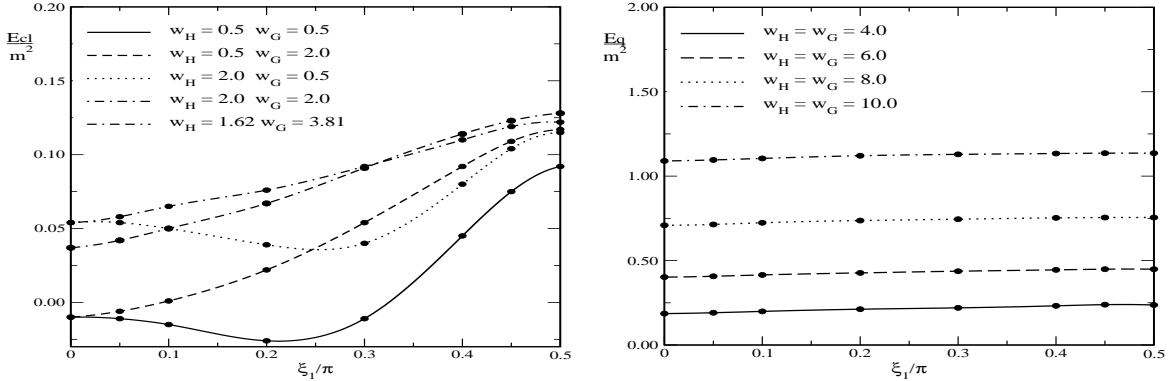 0.20
0.15
0.10
0.05
0.00
Ecl
m²
w_H = 0.5 w_G = 0.5
w_H = 0.5 w_G = 2.0
w_H = 2.0 w_G = 0.5
w_H = 2.0 w_G = 2.0
w_H = 1.62 w_G = 3.81
0 0.1 0.2 0.3 0.4 0.5
ξ₁/π
2.00
1.50
1.00
0.50
0.00
Eq
m²
w_H = w_G = 4.0
w_H = w_G = 6.0
w_H = w_G = 8.0
w_H = w_G = 10.0
0 0.1 0.2 0.3 0.4 0.5
ξ₁/π